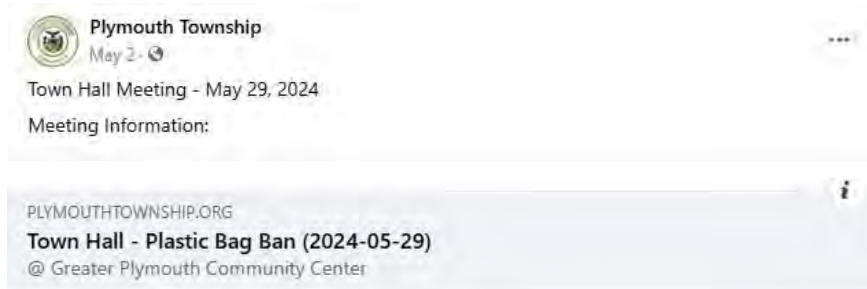 Plymouth Township
May 2 ·
Town Hall Meeting - May 29, 2024
Meeting Information:
PLYMOUTHTOWNSHIP.ORG
Town Hall - Plastic Bag Ban (2024-05-29)
@ Greater Plymouth Community Center